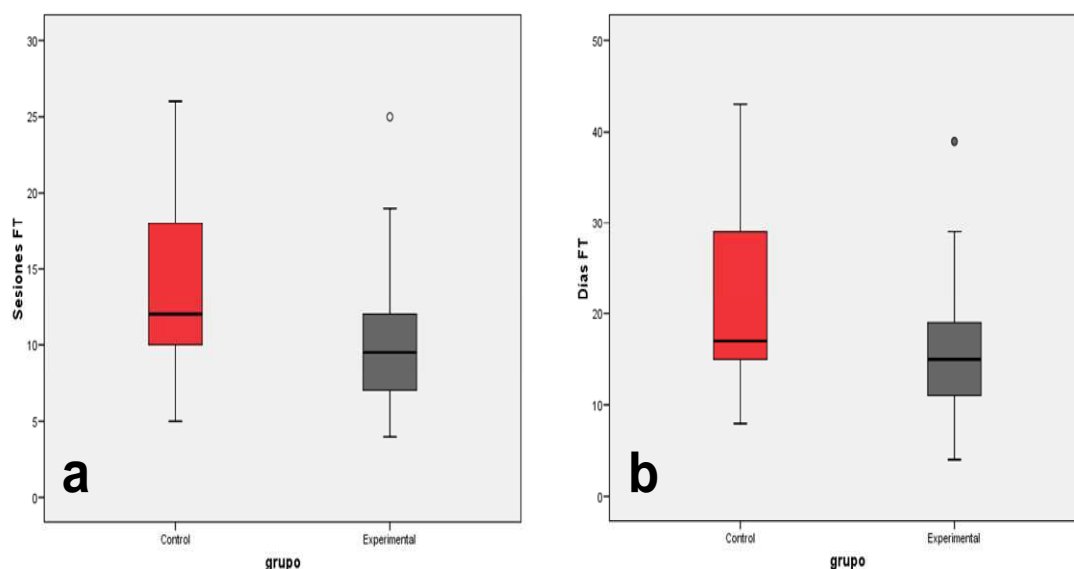 30
25
20
15
10
5
0
Sesiones FT
a
Control
Experimental
grupo
50
40
30
20
10
0
Días FT
b
Control
Experimental
grupo